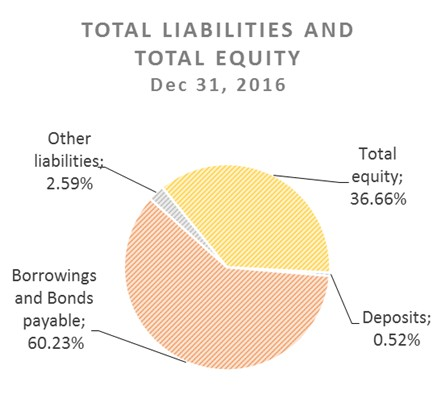 TOTAL LIABILITIES AND
TOTAL EQUITY
Dec 31, 2016
Other
liabilities;
2.59%
Total
equity;
36.66%
Borrowings
and Bonds
payable;
60.23%
Deposits;
0.52%